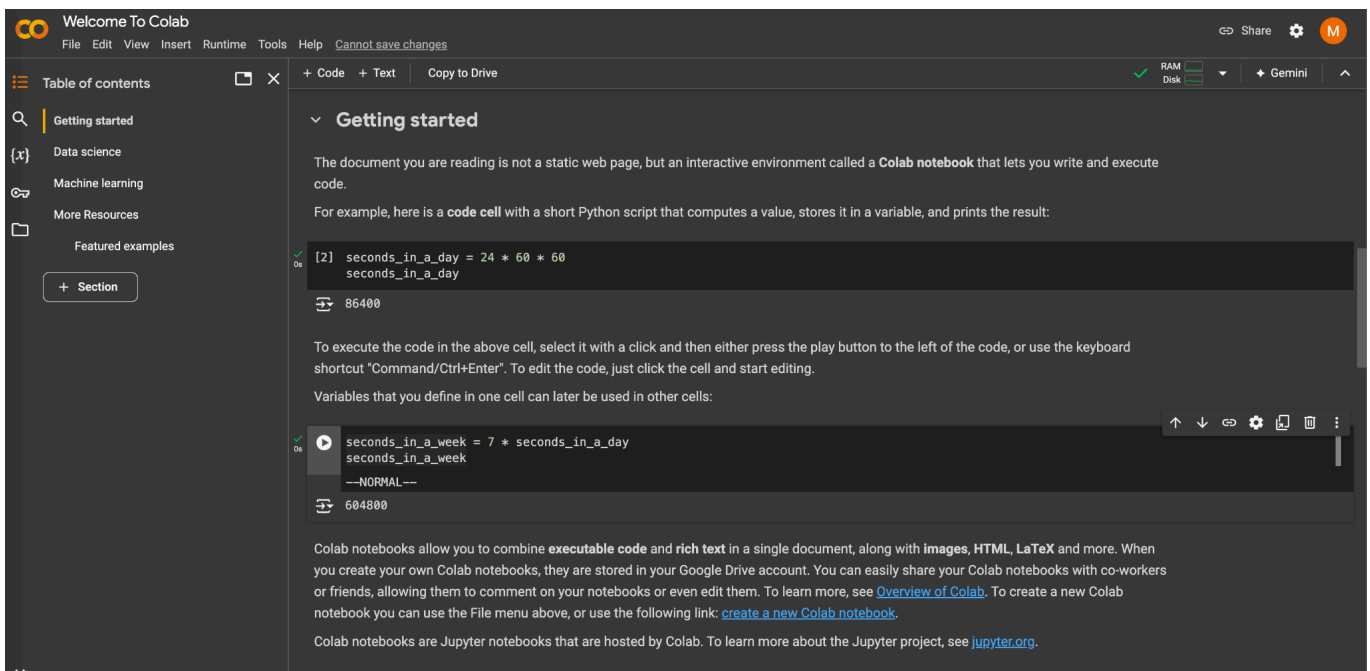 Welcome To Colab
File Edit View Insert Runtime Tools Help Cannot save changes
Share
M
Table of contents
Getting started
Data science
Machine learning
More Resources
Featured examples
+ Section
+ Code + Text Copy to Drive
RAM
Disk
Gemini
Getting started
The document you are reading is not a static web page, but an interactive environment called a Colab notebook that lets you write and execute
code.
For example, here is a code cell with a short Python script that computes a value, stores it in a variable, and prints the result:
0s
[2] seconds_in_a_day = 24 * 60 * 60
seconds_in_a_day
86400
To execute the code in the above cell, select it with a click and then either press the play button to the left of the code, or use the keyboard
shortcut "Command/Ctrl+Enter". To edit the code, just click the cell and start editing.
Variables that you define in one cell can later be used in other cells:
0s
seconds_in_a_week = 7 * seconds_in_a_day
seconds_in_a_week
--NORMAL--
604800
Colab notebooks allow you to combine executable code and rich text in a single document, along with images, HTML, LaTeX and more. When
you create your own Colab notebooks, they are stored in your Google Drive account. You can easily share your Colab notebooks with co-workers
or friends, allowing them to comment on your notebooks or even edit them. To learn more, see Overview of Colab. To create a new Colab
notebook you can use the File menu above, or use the following link: create a new Colab notebook.
Colab notebooks are Jupyter notebooks that are hosted by Colab. To learn more about the Jupyter project, see jupyter.org.